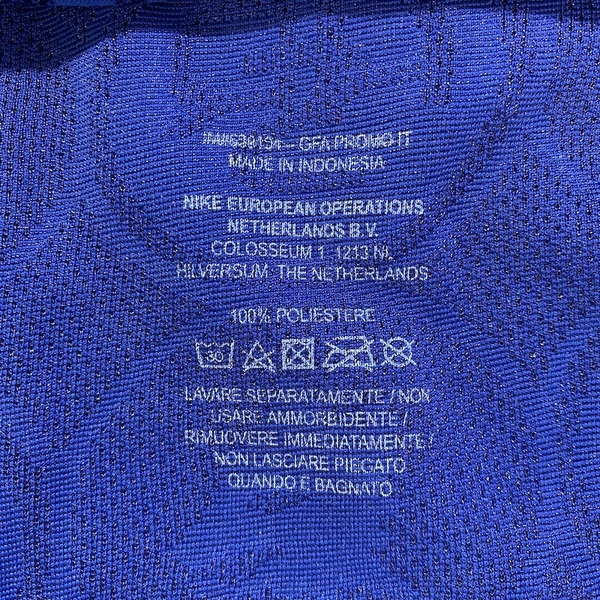 GFA PROMO IT
MADE IN INDONESIA
NIKE EUROPEAN OPERATIONS
NETHERLANDS B.V.
COLOSSEUM 1 1213 NL
HILVERSUM THE NETHERLANDS
100% POLIESTERE
30
LAVARE SEPARATAMENTE / NON
USARE AMMORBIDENTE /
RIMUOVERE IMMEDIATAMENTE /
NON LASCIARE PIEGATO
QUANDO E BAGNATO